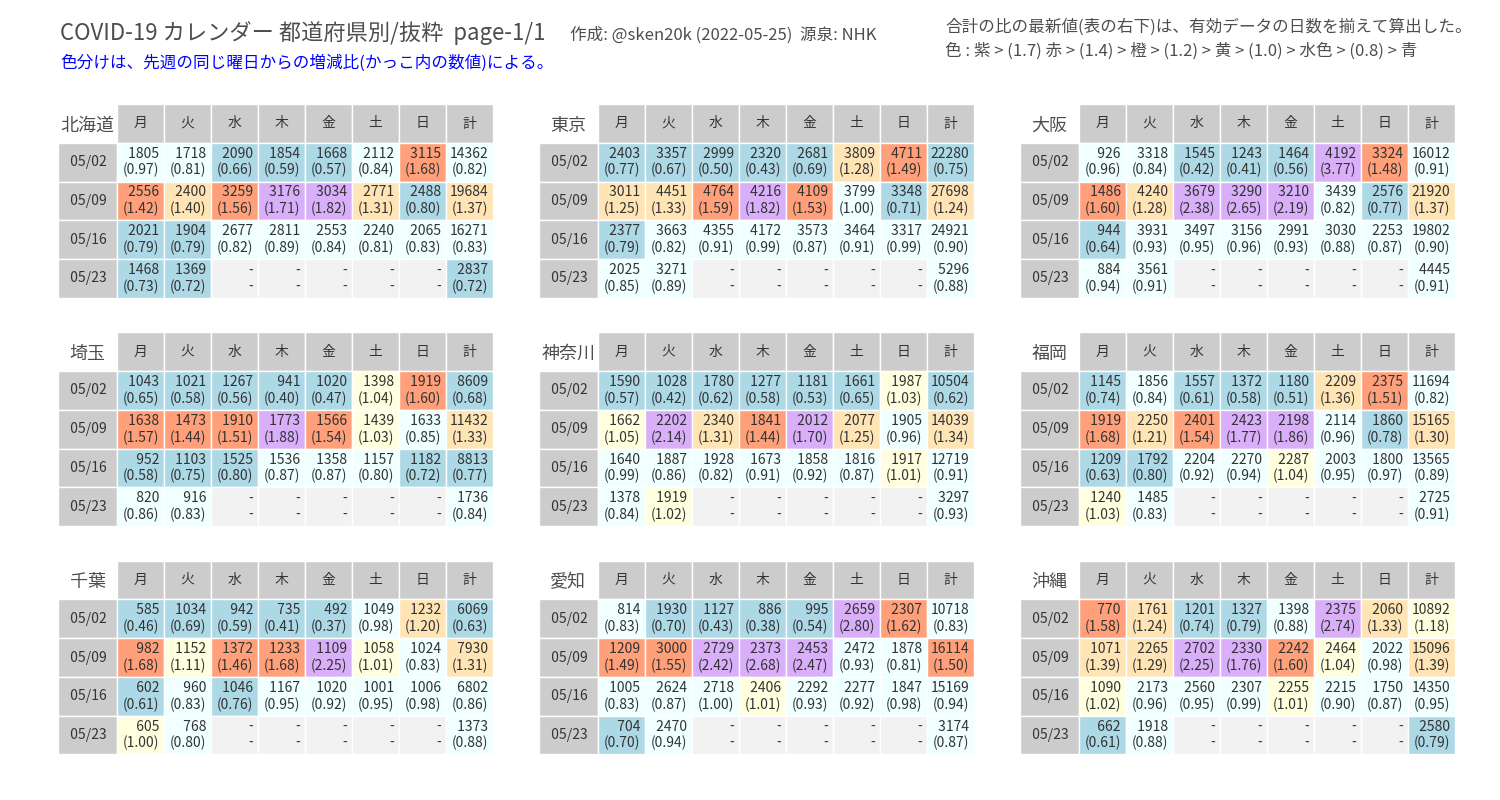 COVID-19 カレンダー 都道府県別/抜粋 page-1/1 作成: @sken20k (2022-05-25) 源泉: NHK
合計の比の最新値(表の右下)は、有効データの日数を揃えて算出した。
色分けは、先週の同じ曜日からの増減比(かっこ内の数値)による。
色 : 紫 > (1.7) 赤 > (1.4) > 橙 > (1.2) > 黄 > (1.0) > 水色 > (0.8) > 青
北海道 月 火 水 木 金 土 日 計
05/02 1805 1718 2090 1854 1668 2112 3115 14362
(0.97) (0.81) (0.66) (0.59) (0.57) (0.84) (1.68) (0.82)
05/09 2556 2400 3259 3176 3034 2771 2488 19684
(1.42) (1.40) (1.56) (1.71) (1.82) (1.31) (0.80) (1.37)
05/16 2021 1904 2677 2811 2553 2240 2065 16271
(0.79) (0.79) (0.82) (0.89) (0.84) (0.81) (0.83) (0.83)
05/23 1468 1369 - - - - - 2837
(0.73) (0.72) - - - - - (0.72)
東京 月 火 水 木 金 土 日 計
05/02 2403 3357 2999 2320 2681 3809 4711 22280
(0.77) (0.67) (0.50) (0.43) (0.69) (1.28) (1.49) (0.75)
05/09 3011 4451 4764 4216 4109 3799 3348 27698
(1.25) (1.33) (1.59) (1.82) (1.53) (1.00) (0.71) (1.24)
05/16 2377 3663 4355 4172 3573 3464 3317 24921
(0.79) (0.82) (0.91) (0.99) (0.87) (0.91) (0.99) (0.90)
05/23 2025 3271 - - - - - 5296
(0.85) (0.89) - - - - - (0.88)
大阪 月 火 水 木 金 土 日 計
05/02 926 3318 1545 1243 1464 4192 3324 16012
(0.96) (0.84) (0.42) (0.41) (0.56) (3.77) (1.48) (0.91)
05/09 1486 4240 3679 3290 3210 3439 2576 21920
(1.60) (1.28) (2.38) (2.65) (2.19) (0.82) (0.77) (1.37)
05/16 944 3931 3497 3156 2991 3030 2253 19802
(0.64) (0.93) (0.95) (0.96) (0.93) (0.88) (0.87) (0.90)
05/23 884 3561 - - - - - 4445
(0.94) (0.91) - - - - - (0.91)
埼玉 月 火 水 木 金 土 日 計
05/02 1043 1021 1267 941 1020 1398 1919 8609
(0.65) (0.58) (0.56) (0.40) (0.47) (1.04) (1.60) (0.68)
05/09 1638 1473 1910 1773 1566 1439 1633 11432
(1.57) (1.44) (1.51) (1.88) (1.54) (1.03) (0.85) (1.33)
05/16 952 1103 1525 1536 1358 1157 1182 8813
(0.58) (0.75) (0.80) (0.87) (0.87) (0.80) (0.72) (0.77)
05/23 820 916 - - - - - 1736
(0.86) (0.83) - - - - - (0.84)
神奈川 月 火 水 木 金 土 日 計
05/02 1590 1028 1780 1277 1181 1661 1987 10504
(0.57) (0.42) (0.62) (0.58) (0.53) (0.65) (1.03) (0.62)
05/09 1662 2202 2340 1841 2012 2077 1905 14039
(1.05) (2.14) (1.31) (1.44) (1.70) (1.25) (0.96) (1.34)
05/16 1640 1887 1928 1673 1858 1816 1917 12719
(0.99) (0.86) (0.82) (0.91) (0.92) (0.87) (1.01) (0.91)
05/23 1378 1919 - - - - - 3297
(0.84) (1.02) - - - - - (0.93)
福岡 月 火 水 木 金 土 日 計
05/02 1145 1856 1557 1372 1180 2209 2375 11694
(0.74) (0.84) (0.61) (0.58) (0.51) (1.36) (1.51) (0.82)
05/09 1919 2250 2401 2423 2198 2114 1860 15165
(1.68) (1.21) (1.54) (1.77) (1.86) (0.96) (0.78) (1.30)
05/16 1209 1792 2204 2270 2287 2003 1800 13565
(0.63) (0.80) (0.92) (0.94) (1.04) (0.95) (0.97) (0.89)
05/23 1240 1485 - - - - - 2725
(1.03) (0.83) - - - - - (0.91)
千葉 月 火 水 木 金 土 日 計
05/02 585 1034 942 735 492 1049 1232 6069
(0.46) (0.69) (0.59) (0.41) (0.37) (0.98) (1.20) (0.63)
05/09 982 1152 1372 1233 1109 1058 1024 7930
(1.68) (1.11) (1.46) (1.68) (2.25) (1.01) (0.83) (1.31)
05/16 602 960 1046 1167 1020 1001 1006 6802
(0.61) (0.83) (0.76) (0.95) (0.92) (0.95) (0.98) (0.86)
05/23 605 768 - - - - - 1373
(1.00) (0.80) - - - - - (0.88)
愛知 月 火 水 木 金 土 日 計
05/02 814 1930 1127 886 995 2659 2307 10718
(0.83) (0.70) (0.43) (0.38) (0.54) (2.80) (1.62) (0.83)
05/09 1209 3000 2729 2373 2453 2472 1878 16114
(1.49) (1.55) (2.42) (2.68) (2.47) (0.93) (0.81) (1.50)
05/16 1005 2624 2718 2406 2292 2277 1847 15169
(0.83) (0.87) (1.00) (1.01) (0.93) (0.92) (0.98) (0.94)
05/23 704 2470 - - - - - 3174
(0.70) (0.94) - - - - - (0.87)
沖縄 月 火 水 木 金 土 日 計
05/02 770 1761 1201 1327 1398 2375 2060 10892
(1.58) (1.24) (0.74) (0.79) (0.88) (2.74) (1.33) (1.18)
05/09 1071 2265 2702 2330 2242 2464 2022 15096
(1.39) (1.29) (2.25) (1.76) (1.60) (1.04) (0.98) (1.39)
05/16 1090 2173 2560 2307 2255 2215 1750 14350
(1.02) (0.96) (0.95) (0.99) (1.01) (0.90) (0.87) (0.95)
05/23 662 1918 - - - - - 2580
(0.61) (0.88) - - - - - (0.79)